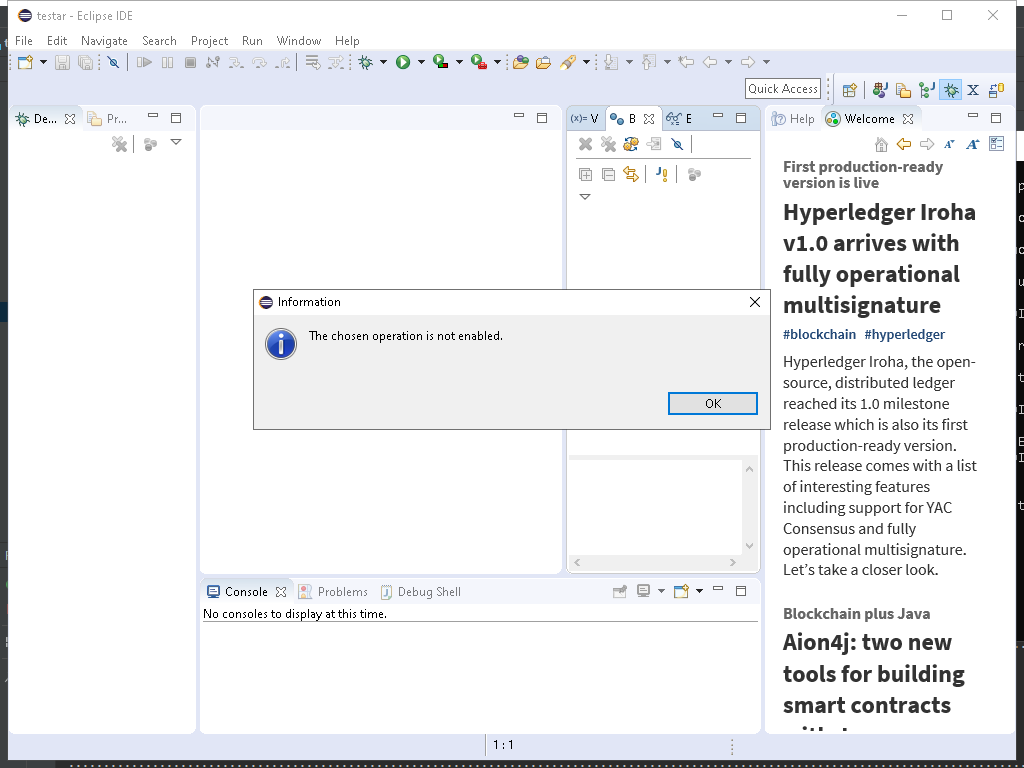 testar - Eclipse IDE
File Edit Navigate Search Project Run Window Help
Quick Access
De... Pr...
(x)= V B E
Help Welcome
First production-ready
version is live
Hyperledger Iroha
v1.0 arrives with
fully operational
multisignature
#blockchain #hyperledger
Hyperledger Iroha, the open-
source, distributed ledger
reached its 1.0 milestone
release which is also its first
production-ready version.
This release comes with a list
of interesting features
including support for YAC
Consensus and fully
operational multisignature.
Let's take a closer look.
Blockchain plus Java
Aion4j: two new
tools for building
smart contracts
Information
The chosen operation is not enabled.
OK
Console Problems Debug Shell
No consoles to display at this time.
1 : 1